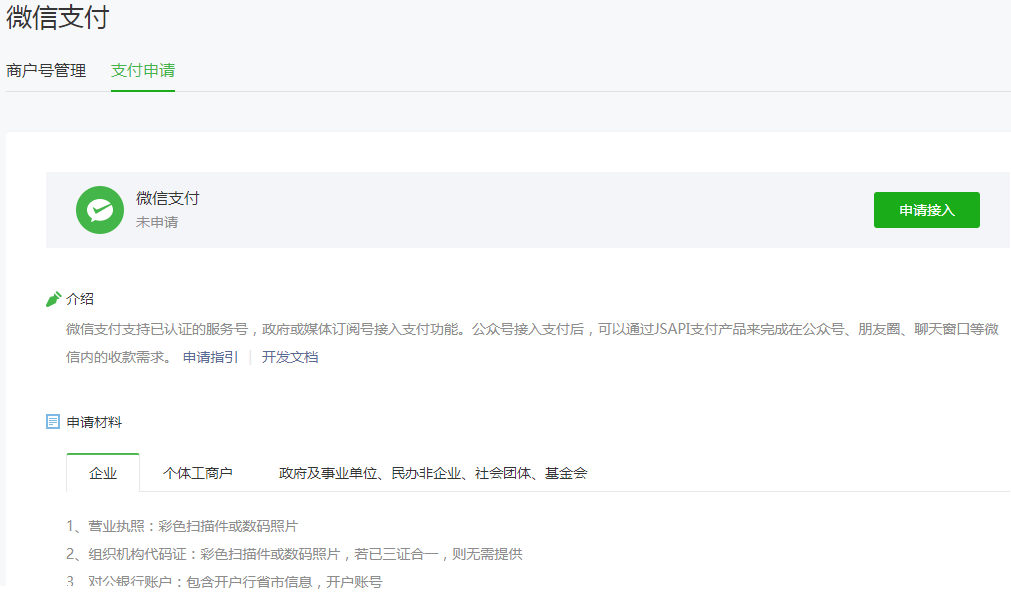 微信支付
商户号管理 支付申请
微信支付
未申请
申请接入
介绍
微信支付支持已认证的服务号，政府或媒体订阅号接入支付功能。公众号接入支付后，可以通过JSAPI支付产品来完成在公众号、朋友圈、聊天窗口等微
信内的收款需求。 申请指引 | 开发文档
申请材料
企业 个体工商户 政府及事业单位、民办非企业、社会团体、基金会
1、营业执照：彩色扫描件或数码照片
2、组织机构代码证：彩色扫描件或数码照片，若已三证合一，则无需提供
3、对公银行账户：包含开户行省市信息，开户账号